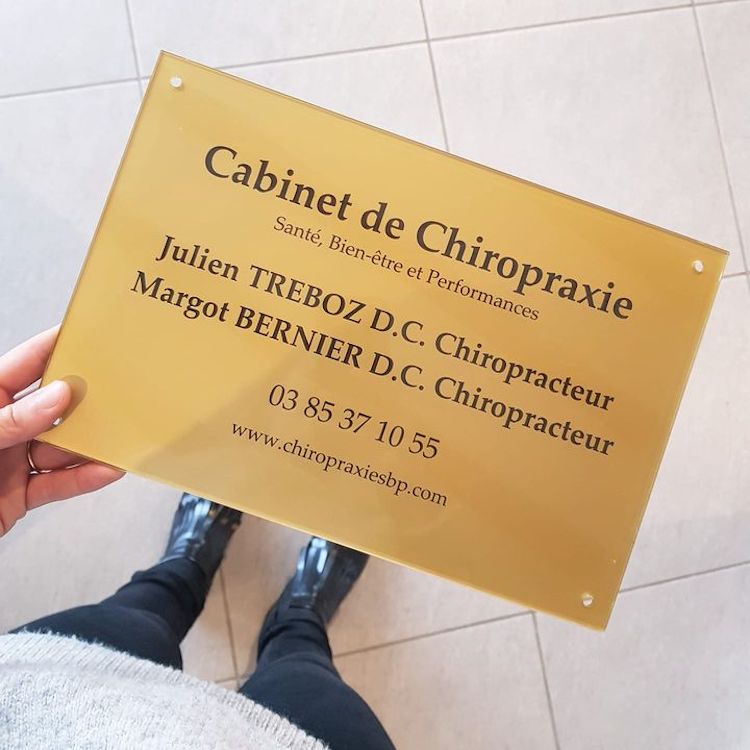 Cabinet de Chiropraxie
Santé, Bien-être et Performances
Julien TREBOZ D.C. Chiropracteur
Margot BERNIER D.C. Chiropracteur
03 85 37 10 55
www.chiropraxiesbp.com